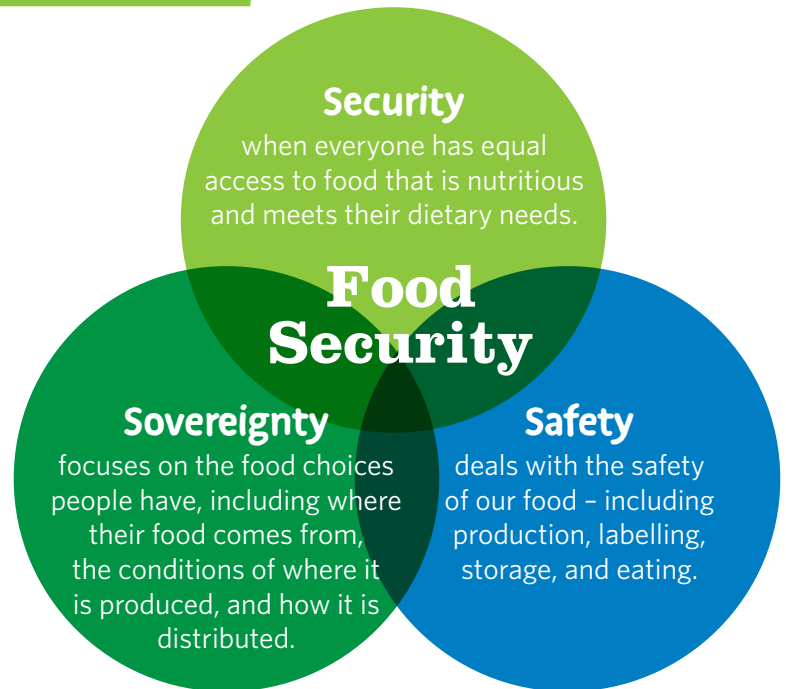 Security
when everyone has equal
access to food that is nutritious
and meets their dietary needs.
Food
Security
Sovereignty
focuses on the food choices
people have, including where
their food comes from,
the conditions of where it
is produced, and how it is
distributed.
Safety
deals with the safety
of our food – including
production, labelling,
storage, and eating.